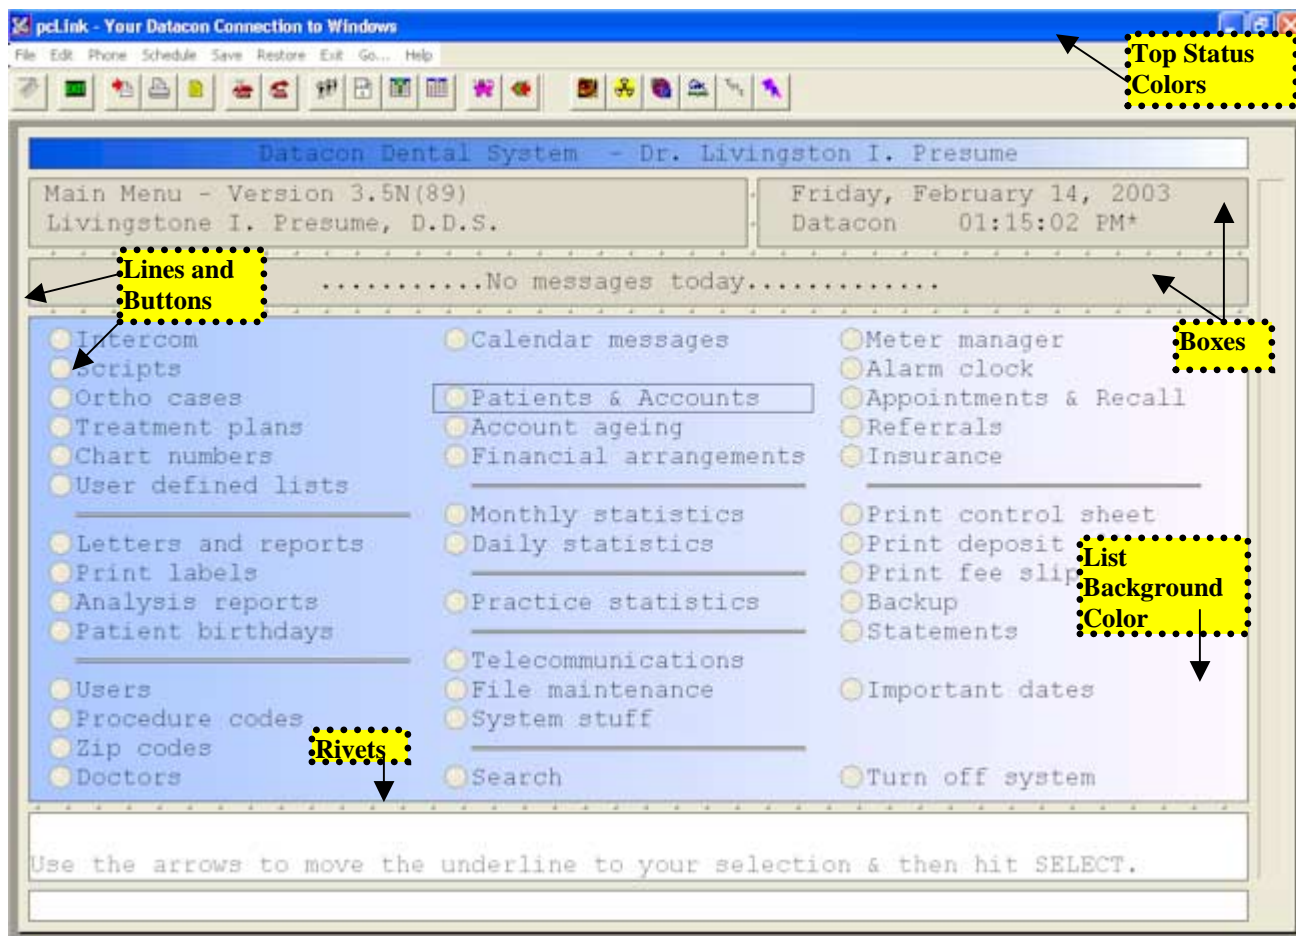 pcLink - Your Datacon Connection to Windows
File Edit Phone Schedule Save Restore Exit Go... Help
Top Status
Colors
Datacon Dental System - Dr. Livingston I. Presume
Main Menu - Version 3.5N(89)
Livingstone I. Presume, D.D.S.
Friday, February 14, 2003
Datacon 01:15:02 PM*
Lines and
Buttons
...........No messages today.............
Boxes
Intercom
Scripts
Ortho cases
Treatment plans
Chart numbers
User defined lists
Letters and reports
Print labels
Analysis reports
Patient birthdays
Users
Procedure codes
Zip codes
Doctors
Calendar messages
Patients & Accounts
Account ageing
Financial arrangements
Monthly statistics
Daily statistics
Practice statistics
Telecommunications
File maintenance
System stuff
Search
Meter manager
Alarm clock
Appointments & Recall
Referrals
Insurance
Print control sheet
Print deposit
Print fee slip
Backup
Statements
Important dates
Turn off system
List
Background
Color
Rivets
Use the arrows to move the underline to your selection & then hit SELECT.